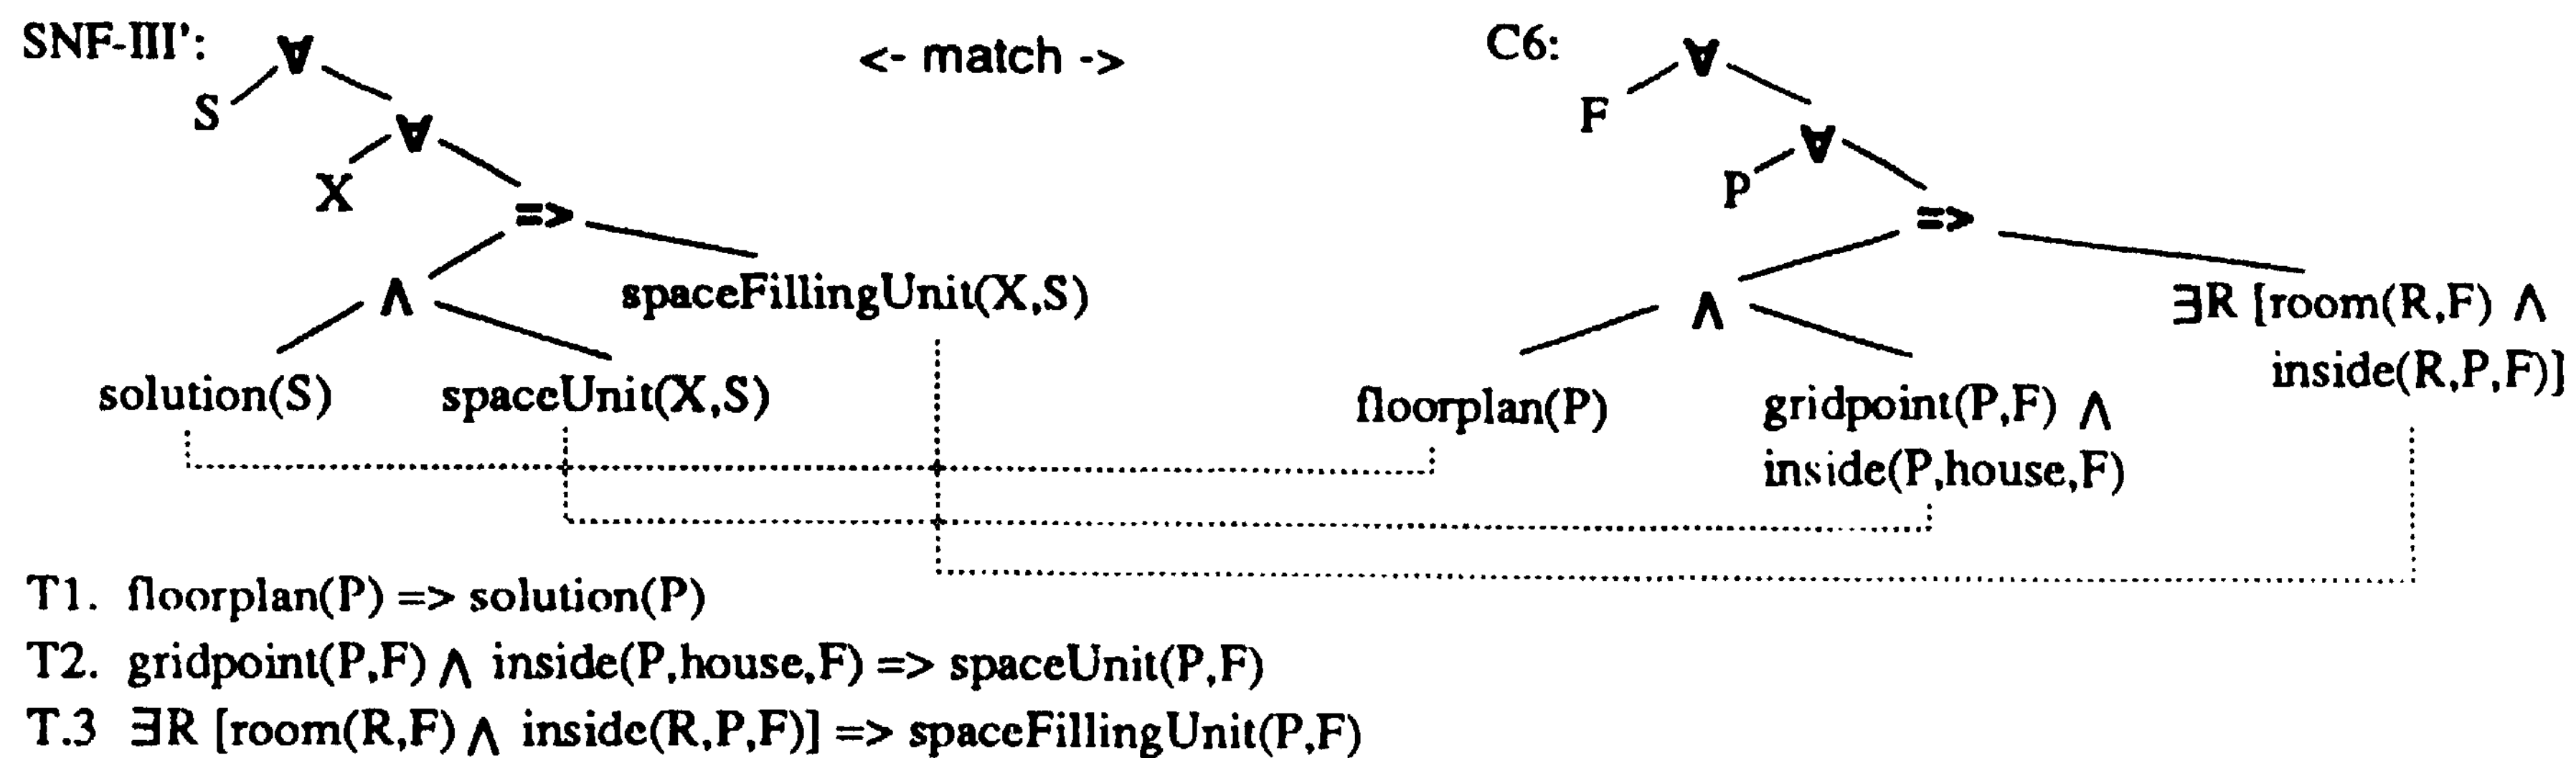 SNF-III': ∀ <- match -> C6: ∀
S ∀ F ∀
X => P =>
∧ spaceFillingUnit(X,S) ∧ ∃R [room(R,F) ∧
solution(S) spaceUnit(X,S) floorplan(P) gridpoint(P,F) ∧ inside(R,P,F)]
inside(P,house,F)
T1. floorplan(P) => solution(P)
T2. gridpoint(P,F) ∧ inside(P,house,F) => spaceUnit(P,F)
T.3 ∃R [room(R,F) ∧ inside(R,P,F)] => spaceFillingUnit(P,F)